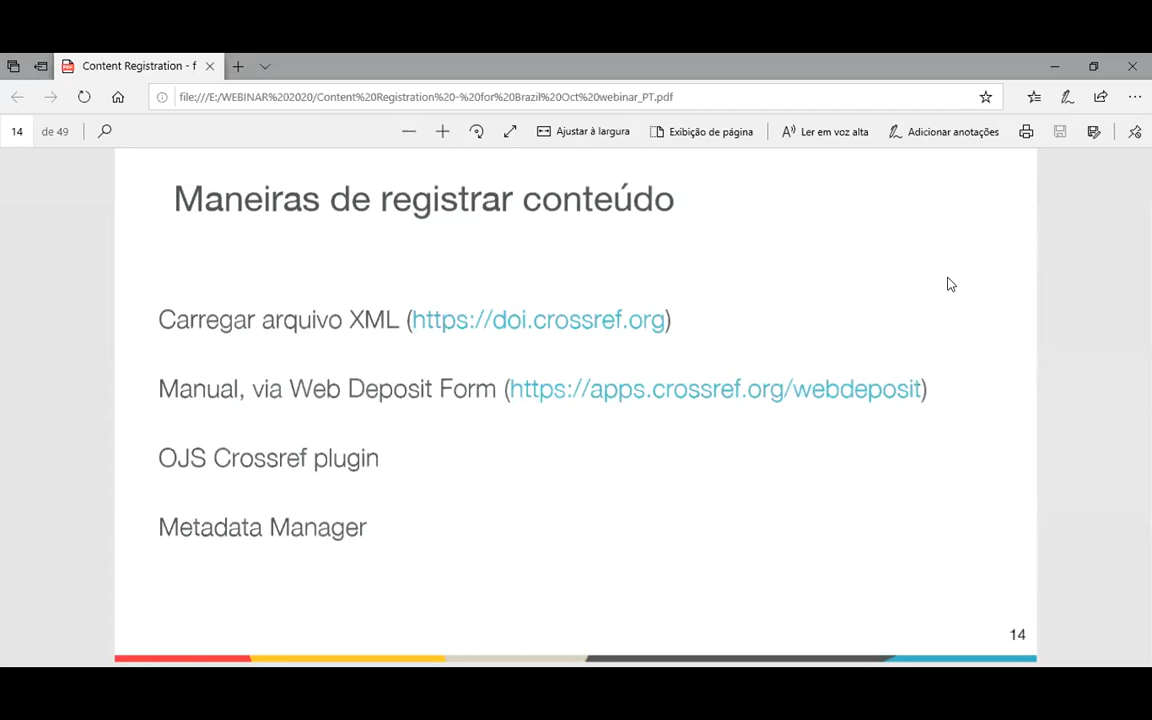 Content Registration - f
file:///E:/WEBINAR%202020/Content%20Registration%20-%20for%20Brazil%20Oct%20webinar_PT.pdf
14 de 49 Ajustar à largura Exibição de página Ler em voz alta Adicionar anotações
Maneiras de registrar conteúdo
Carregar arquivo XML (https://doi.crossref.org)
Manual, via Web Deposit Form (https://apps.crossref.org/webdeposit)
OJS Crossref plugin
Metadata Manager
14